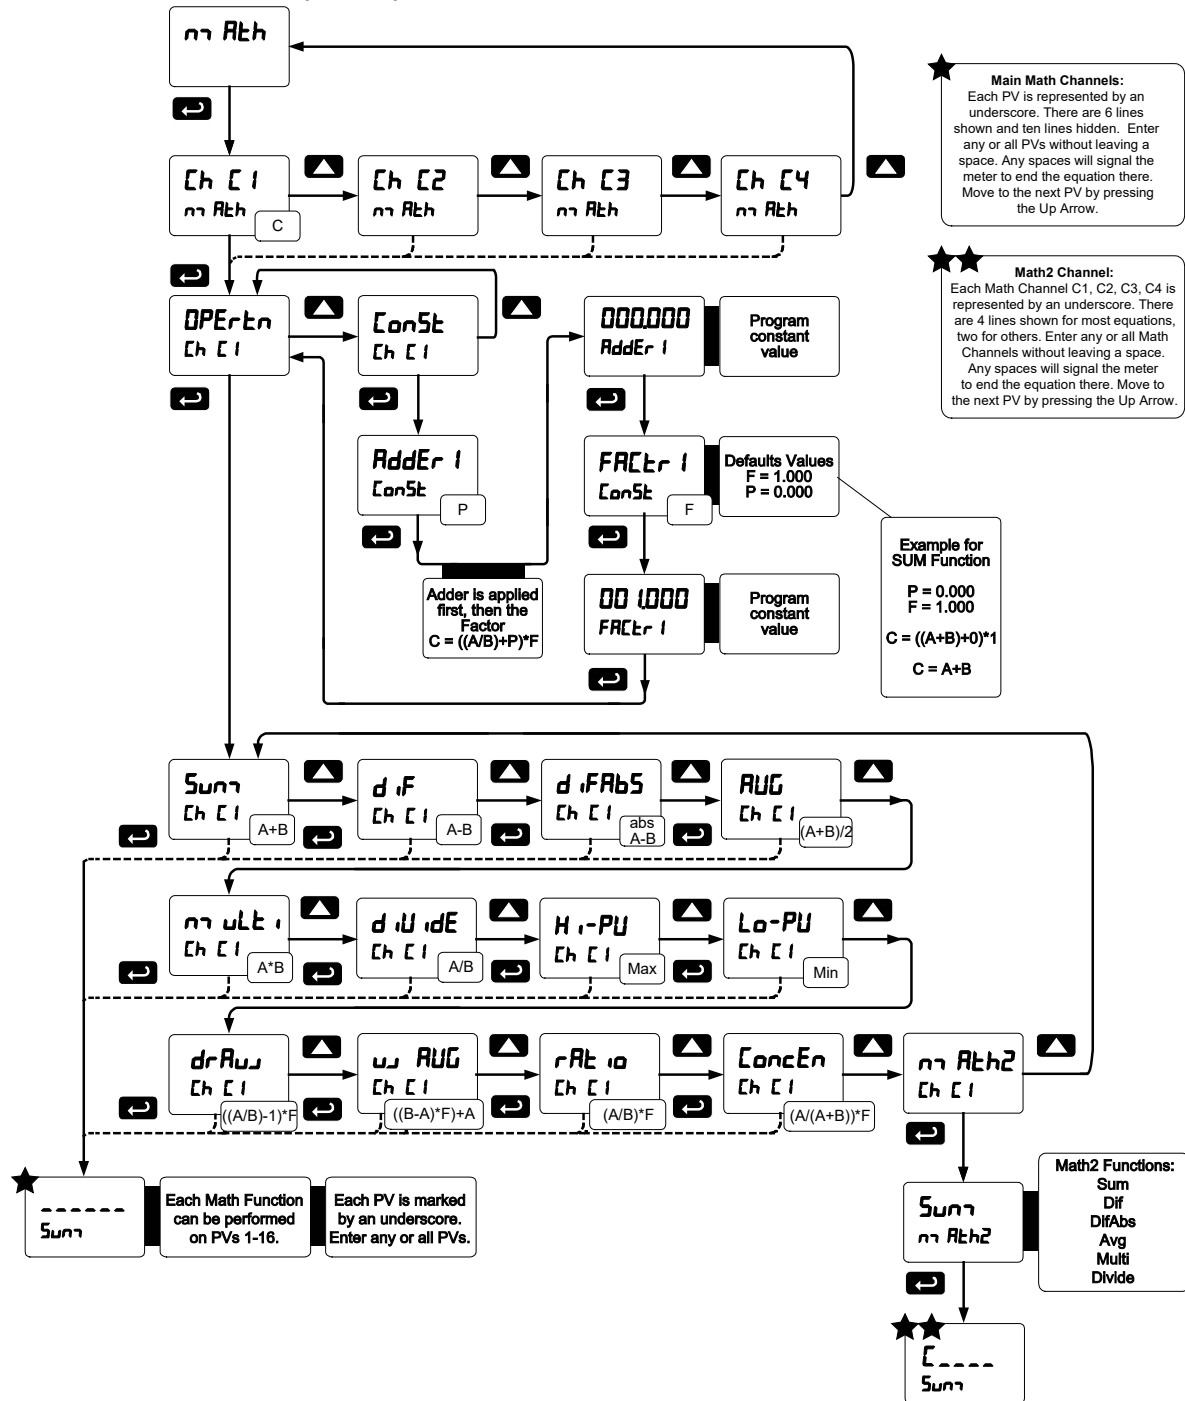 m Ath
Main Math Channels:
Each PV is represented by an
underscore. There are 6 lines
shown and ten lines hidden. Enter
any or all PVs without leaving a
space. Any spaces will signal the
meter to end the equation there.
Move to the next PV by pressing
the Up Arrow.
Ch C1
m Ath
C
Ch C2
m Ath
Ch C3
m Ath
Ch C4
m Ath
Math2 Channel:
Each Math Channel C1, C2, C3, C4 is
represented by an underscore. There
are 4 lines shown for most equations,
two for others. Enter any or all Math
Channels without leaving a space.
Any spaces will signal the meter
to end the equation there. Move to
the next PV by pressing the Up Arrow.
OPErtn
Ch C1
ConSt
Ch C1
000.000
AddEr 1
Program
constant
value
AddEr 1
ConSt
P
FACtr 1
ConSt
F
Defaults Values
F = 1.000
P = 0.000
Adder is applied
first, then the
Factor
C = ((A/B)+P)*F
001.000
FACtr 1
Program
constant
value
Example for
SUM Function
P = 0.000
F = 1.000
C = ((A+B)+0)*1
C = A+B
Sum
Ch C1
A+B
diF
Ch C1
A-B
diFAbS
Ch C1
abs
A-B
AVG
Ch C1
(A+B)/2
m uLti
Ch C1
A*B
diVidE
Ch C1
A/B
Hi-PV
Ch C1
Max
Lo-PV
Ch C1
Min
drAw
Ch C1
((A/B)-1)*F
w AVG
Ch C1
((B-A)*F)+A
rAtio
Ch C1
(A/B)*F
ConcEn
Ch C1
(A/(A+B))*F
m Ath2
Ch C1
______
Sum
Each Math Function
can be performed
on PVs 1-16.
Each PV is marked
by an underscore.
Enter any or all PVs.
Sum
m Ath2
Math2 Functions:
Sum
Dif
DifAbs
Avg
Multi
Divide
C____
Sum